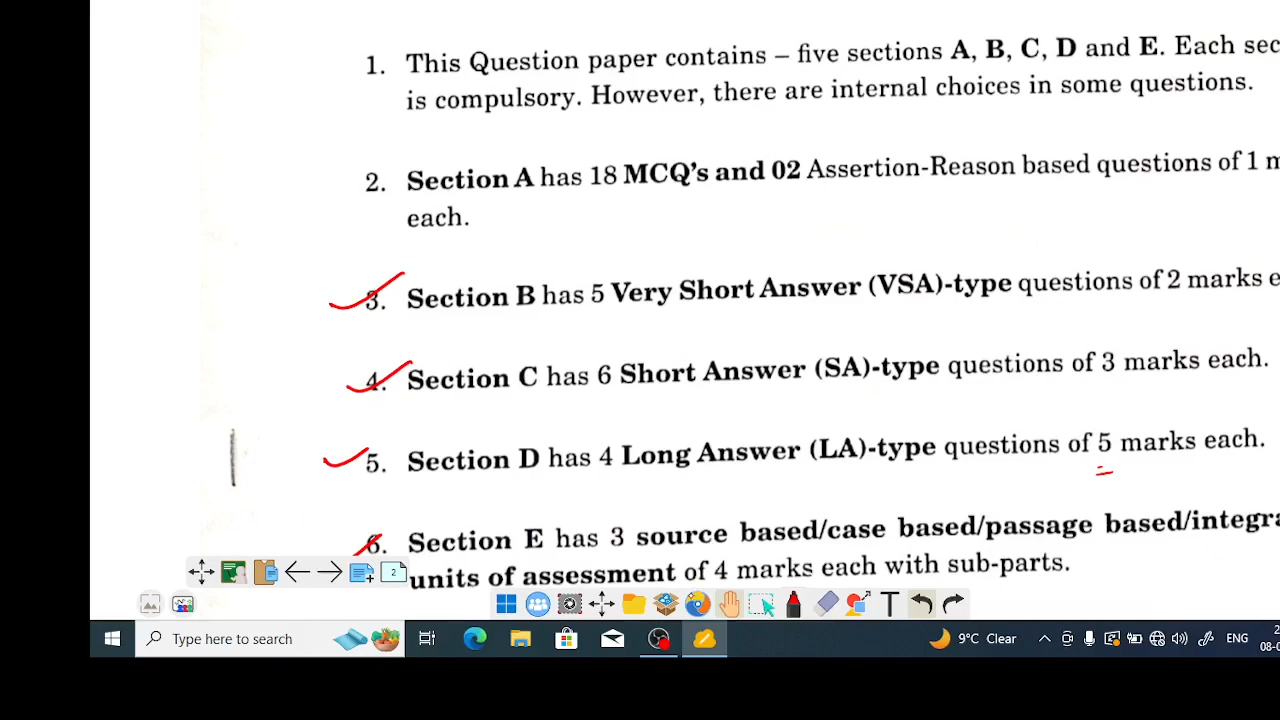 1. This Question paper contains – five sections A, B, C, D and E. Each
is compulsory. However, there are internal choices in some questions.
2. Section A has 18 MCQ's and 02 Assertion-Reason based questions of 1
each.
3. Section B has 5 Very Short Answer (VSA)-type questions of 2 marks
4. Section C has 6 Short Answer (SA)-type questions of 3 marks each.
5. Section D has 4 Long Answer (LA)-type questions of 5 marks each.
6. Section E has 3 source based/case based/passage based/integra
units of assessment of 4 marks each with sub-parts.
2
T
Type here to search
9°C Clear
ENG